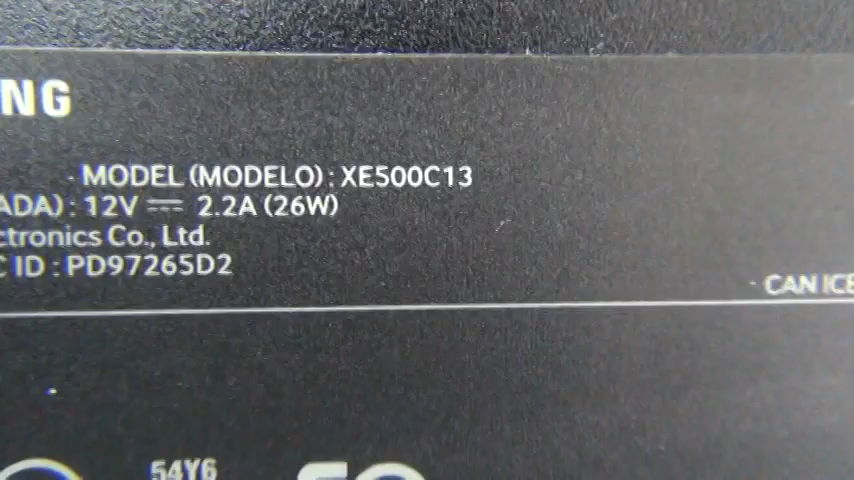 NG
- MODEL (MODELO) : XE500C13
ADA) : 12V ⎓ 2.2A (26W)
ctronics Co., Ltd.
C ID : PD97265D2
- CAN ICE
54Y6